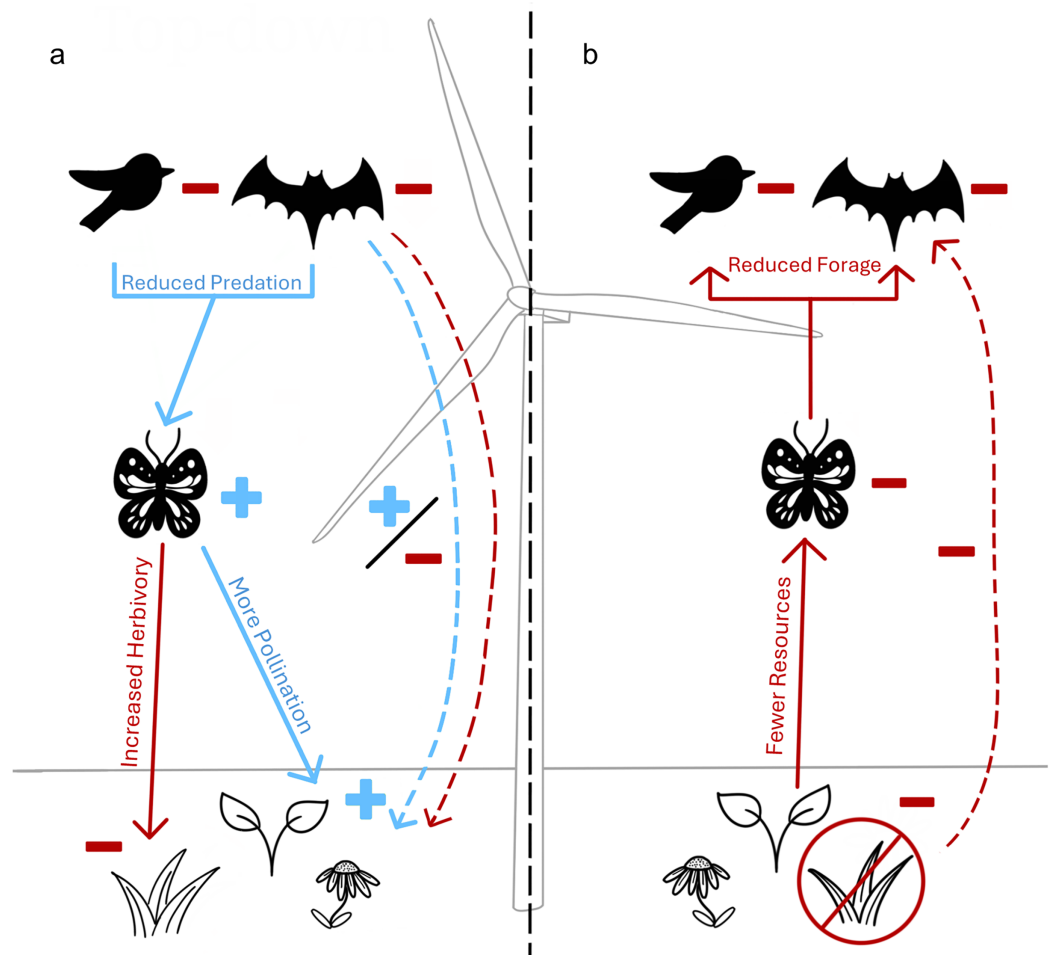 a
b
Reduced Predation
Reduced Forage
Increased Herbivory
More Pollination
Fewer Resources